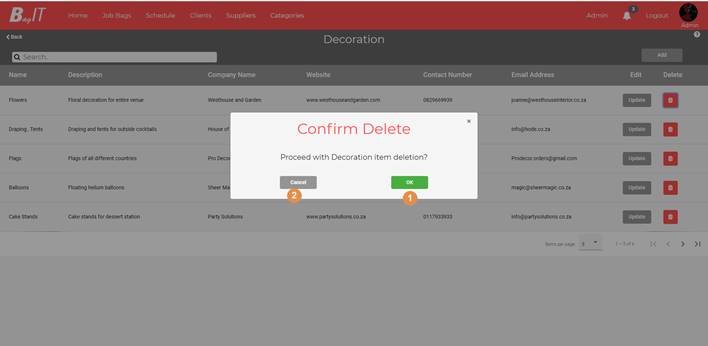 BagIT Home Job Bags Schedule Clients Suppliers Categories Admin 3 Logout
Admin
Back
Decoration
Search.
Add
Name Description Company Name Website Contact Number Email Address Edit Delete
Flowers Floral decoration for entire venue Westhouse and Garden www.westhouseandgarden.com 0829669939 joanne@westhouseinterior.co.za Update
Confirm Delete
Draping , Tents Draping and tents for outside cocktails House of info@hode.co.za Update
Proceed with Decoration item deletion?
Flags Flags of all different countries Pro Decor Prodecor.orders@gmail.com Update
Cancel OK
Balloons Floating helium balloons Sheer Ma magic@sheermagic.co.za Update
2 1
Cake Stands Cake stands for dessert station Party Solutions www.partysolutions.co.za 0117933933 info@partysolutions.co.za Update
Items per page: 5 1 – 5 of 6